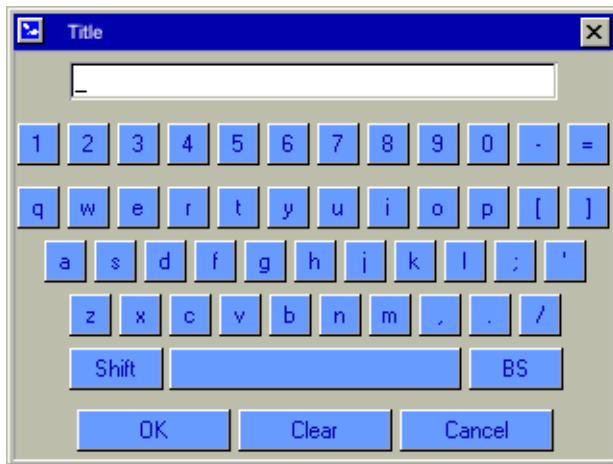 Title
_
1 2 3 4 5 6 7 8 9 0 - =
q w e r t y u i o p [ ]
a s d f g h j k l ; '
z x c v b n m , . /
Shift BS
OK Clear Cancel